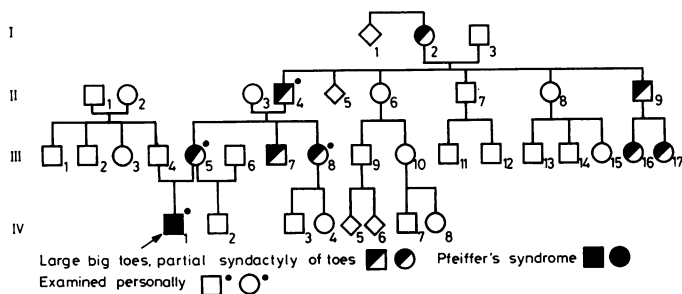 I
1 2 3
II
1 2 3 4 5 6 7 8 9
III
1 2 3 4 5 6 7 8 9 10 11 12 13 14 15 16 17
IV
1 2 3 4 5 6 7 8
Large big toes, partial syndactyly of toes Pfeiffer's syndrome
Examined personally